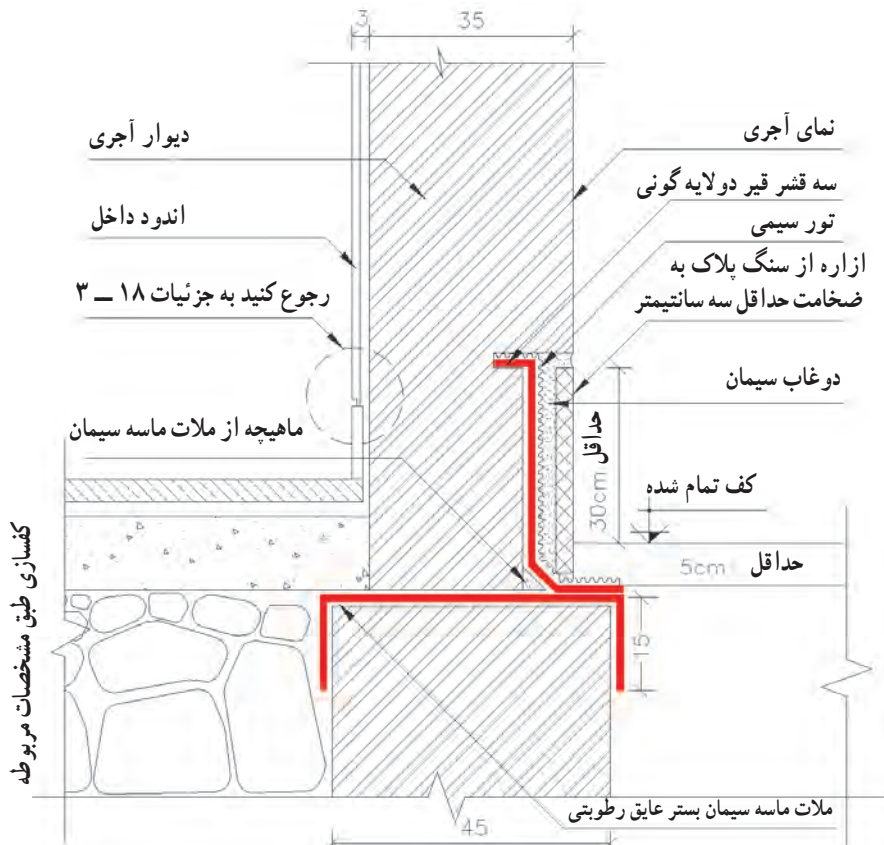 3
35
نمای آجری
دیوار آجری
سه قشر قیر دولایه گونی
تور سیمی
اندود داخل
ازاره از سنگ پلاک به
ضخامت حداقل سه سانتیمتر
رجوع کنید به جزئیات ۱۸ ــ ۳
دوغاب سیمان
ماهیچه از ملات ماسه سیمان
حداقل
30cm
کف تمام شده
حداقل
5cm
15
کفسازی طبق مشخصات مربوطه
ملات ماسه سیمان بستر عایق رطوبتی
45